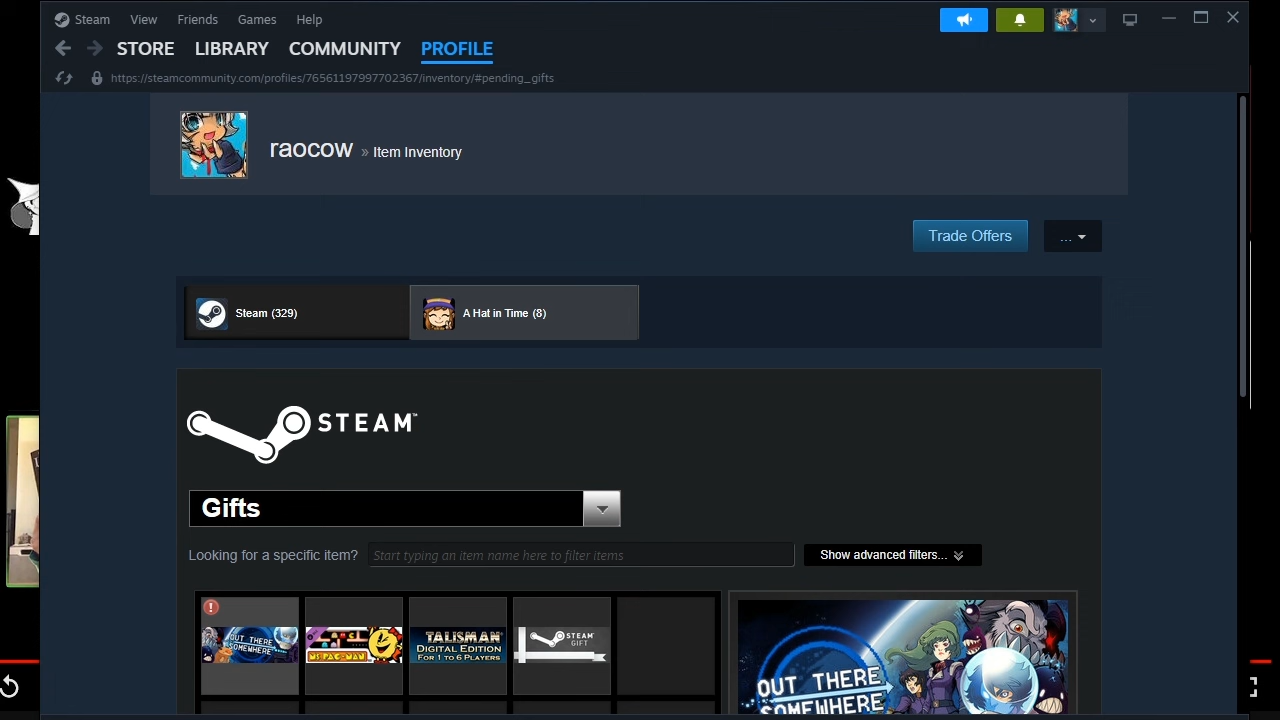 Steam View Friends Games Help
STORE LIBRARY COMMUNITY PROFILE
https://steamcommunity.com/profiles/76561197997702367/inventory/#pending_gifts
raocow » Item Inventory
Trade Offers ...
Steam (329) A Hat in Time (8)
STEAM™
Gifts
Looking for a specific item? Start typing an item name here to filter items Show advanced filters...
OUT THERE
SOMEWHERE
MS. PAC-MAN
TALISMAN
DIGITAL EDITION
FOR 1 TO 6 PLAYERS
STEAM
GIFT
OUT THERE
SOMEWHERE